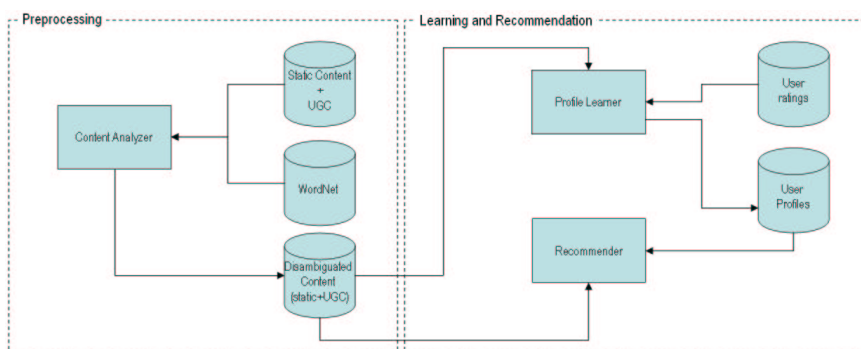 Preprocessing
Learning and Recommendation
Static Content
+
UGC
Content Analyzer
WordNet
Disambiguated
Content
(static+UGC)
Profile Learner
User
ratings
User
Profiles
Recommender